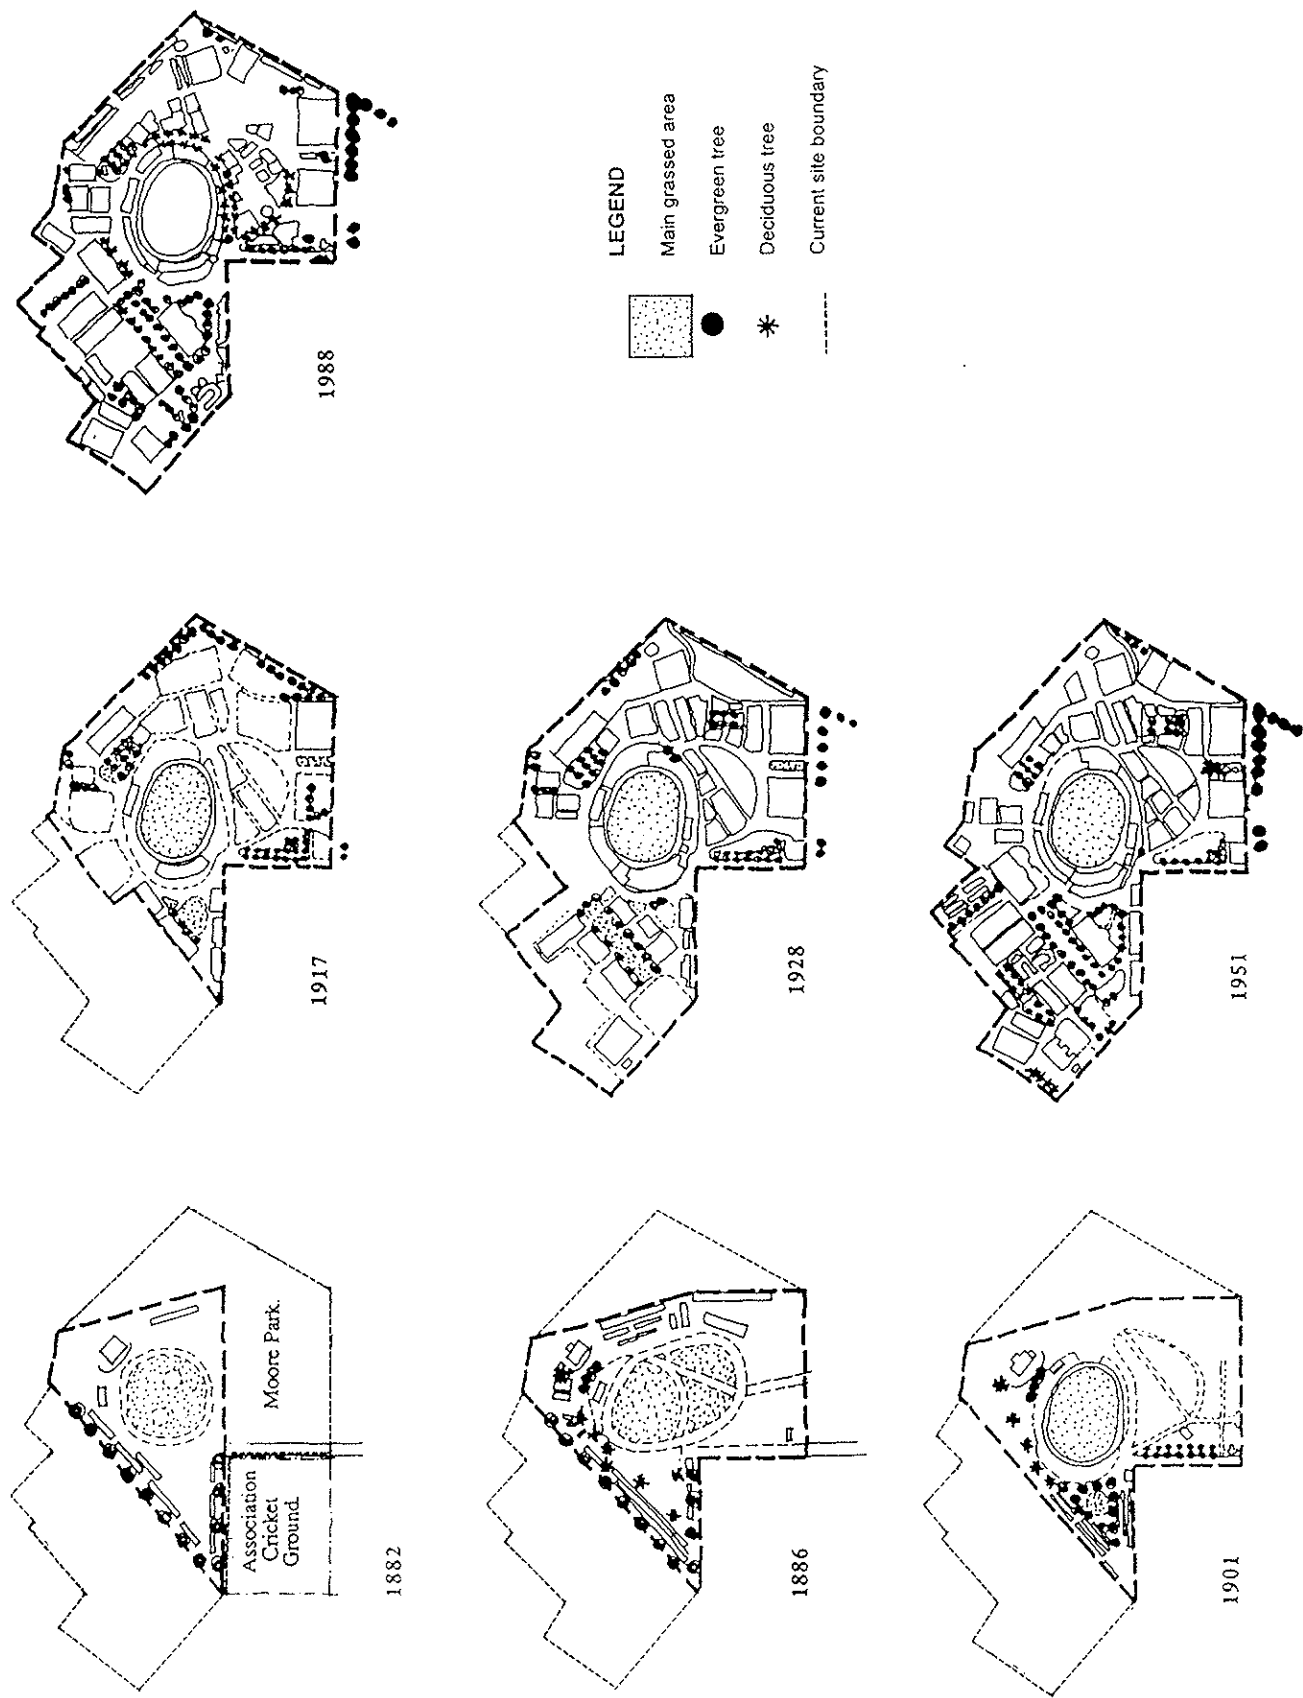 1882
Association
Cricket
Ground.
Moore Park.
1886
1901
1917
1928
1951
1988
LEGEND
Main grassed area
Evergreen tree
Deciduous tree
Current site boundary